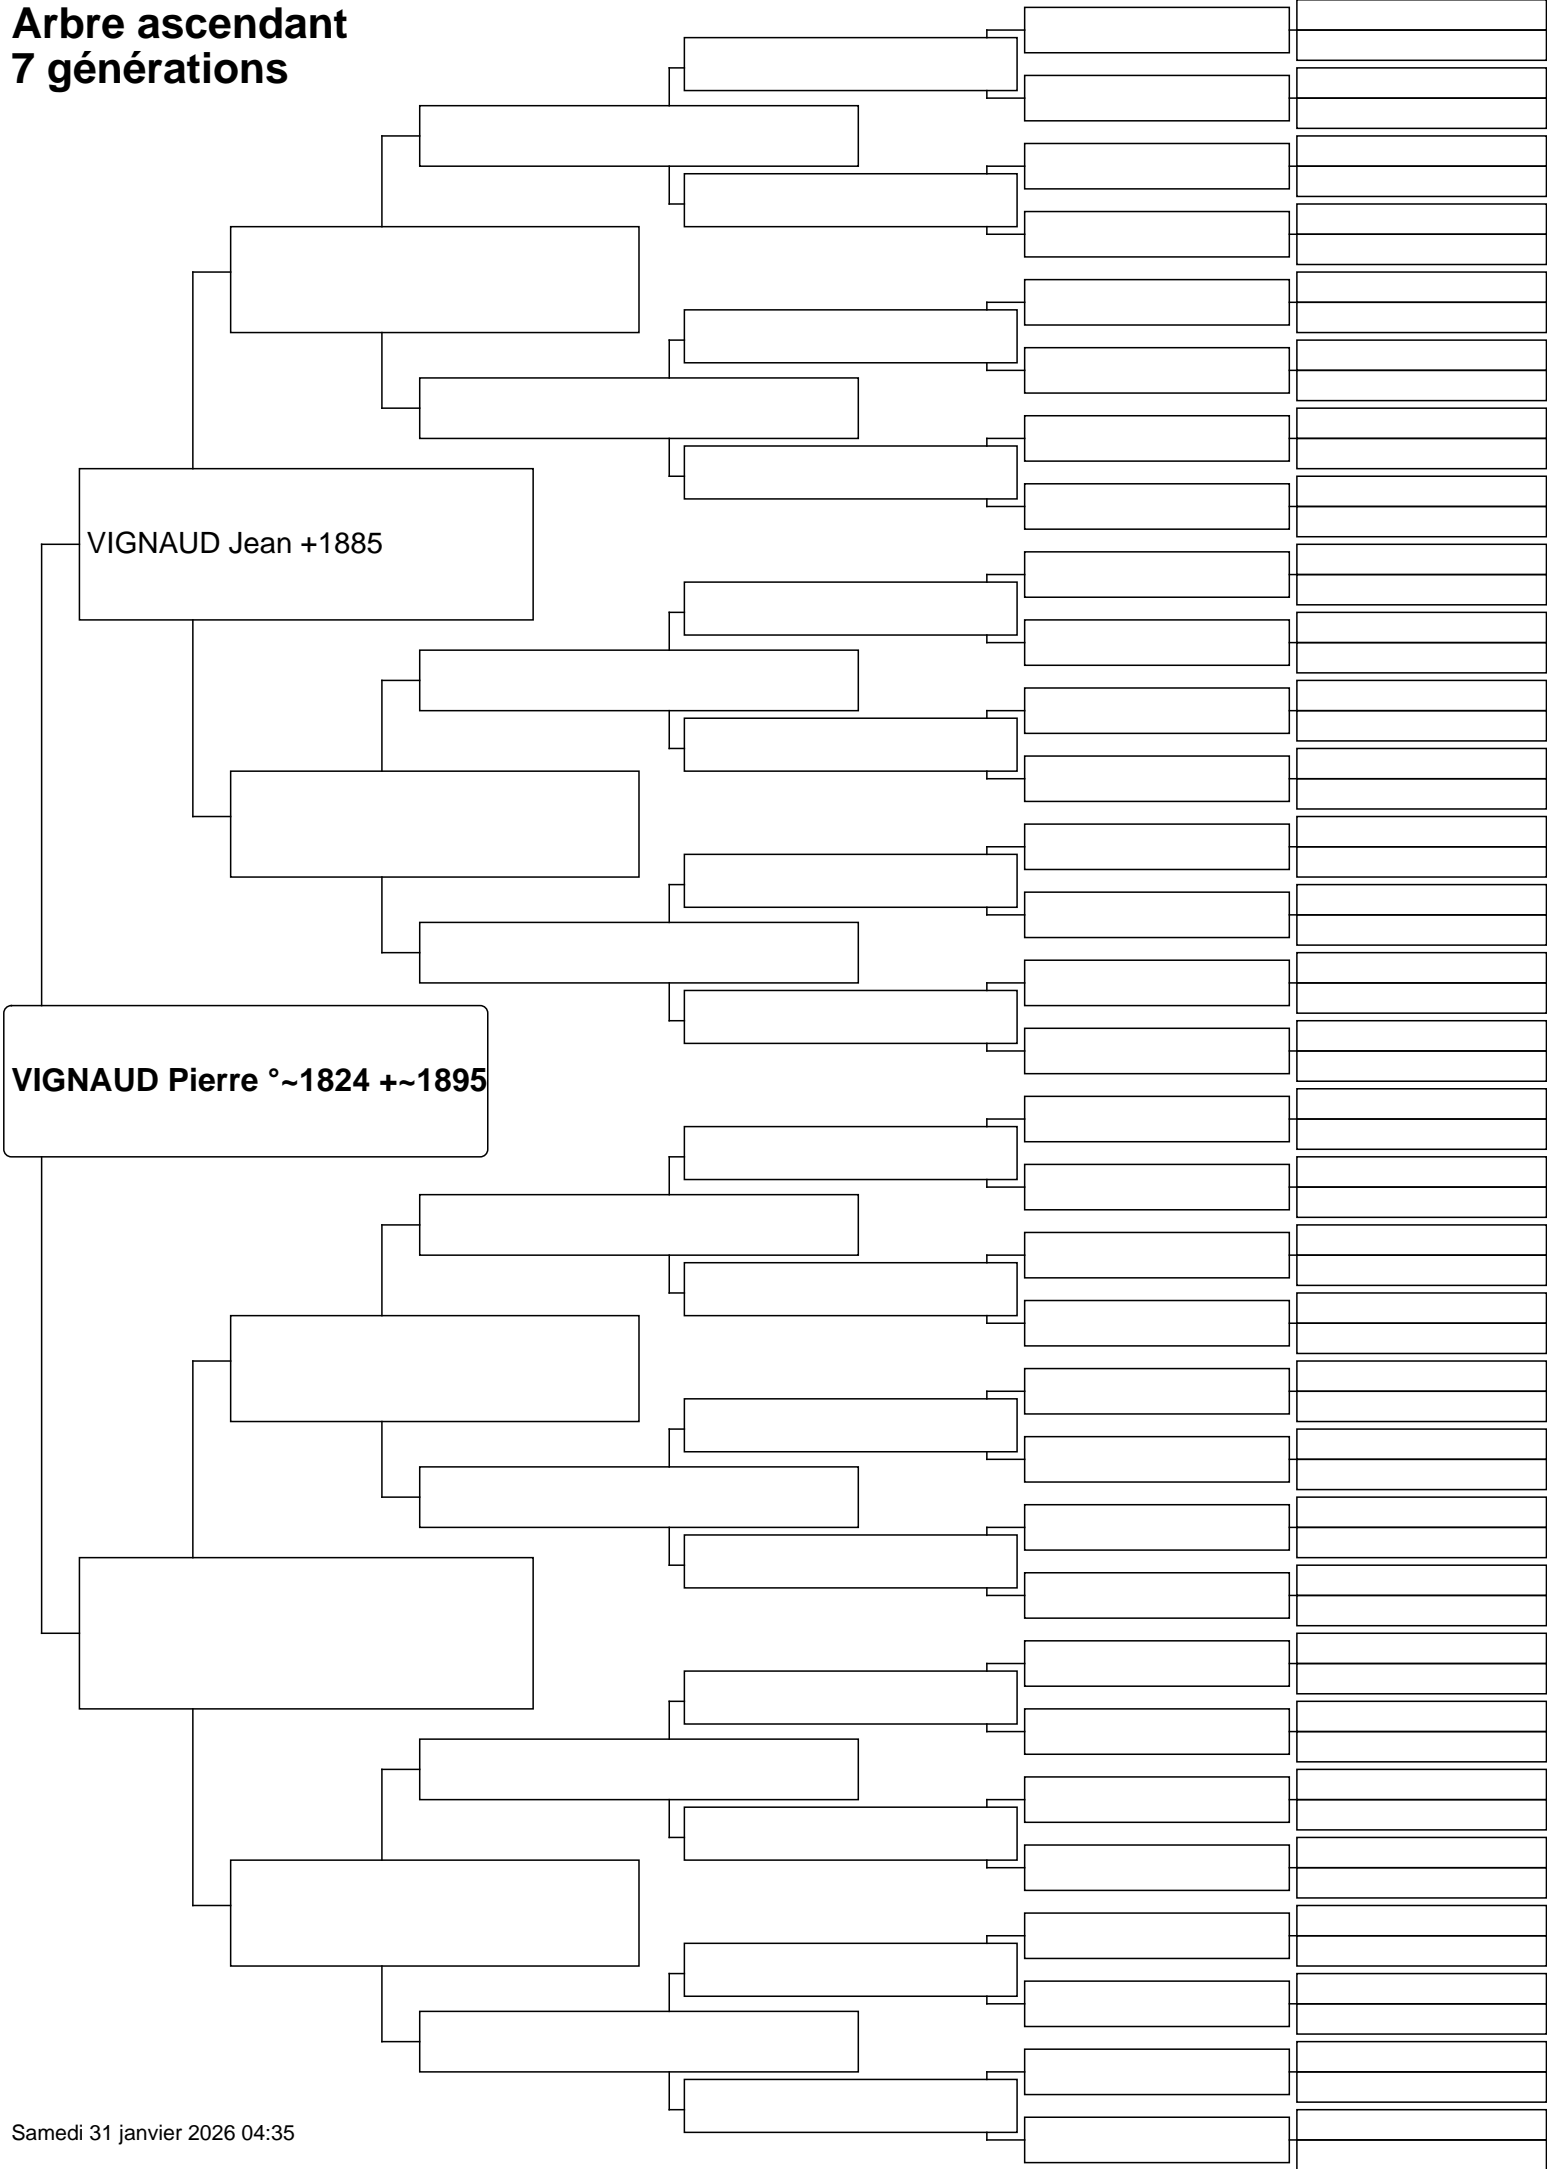 Arbre ascendant
7 générations
VIGNAUD Jean +1885
VIGNAUD Pierre °~1824 +~1895
Samedi 31 janvier 2026 04:35